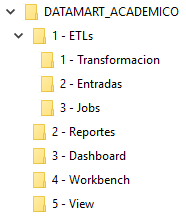 DATAMART_ACADEMICO
1 - ETLs
1 - Transformacion
2 - Entradas
3 - Jobs
2 - Reportes
3 - Dashboard
4 - Workbench
5 - View